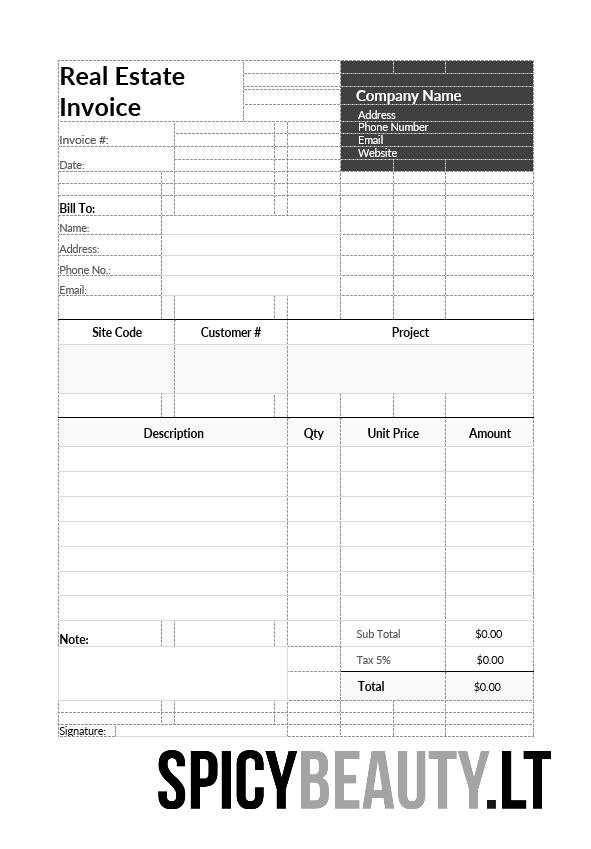 Real Estate
Invoice
Company Name
Address
Phone Number
Email
Website
Invoice #:
Date:
Bill To:
Name:
Address:
Phone No.:
Email:
Site Code Customer # Project
Description Qty Unit Price Amount
Sub Total $0.00
Note:
Tax 5% $0.00
Total $0.00
Signature:
SPICYBEAUTY.LT